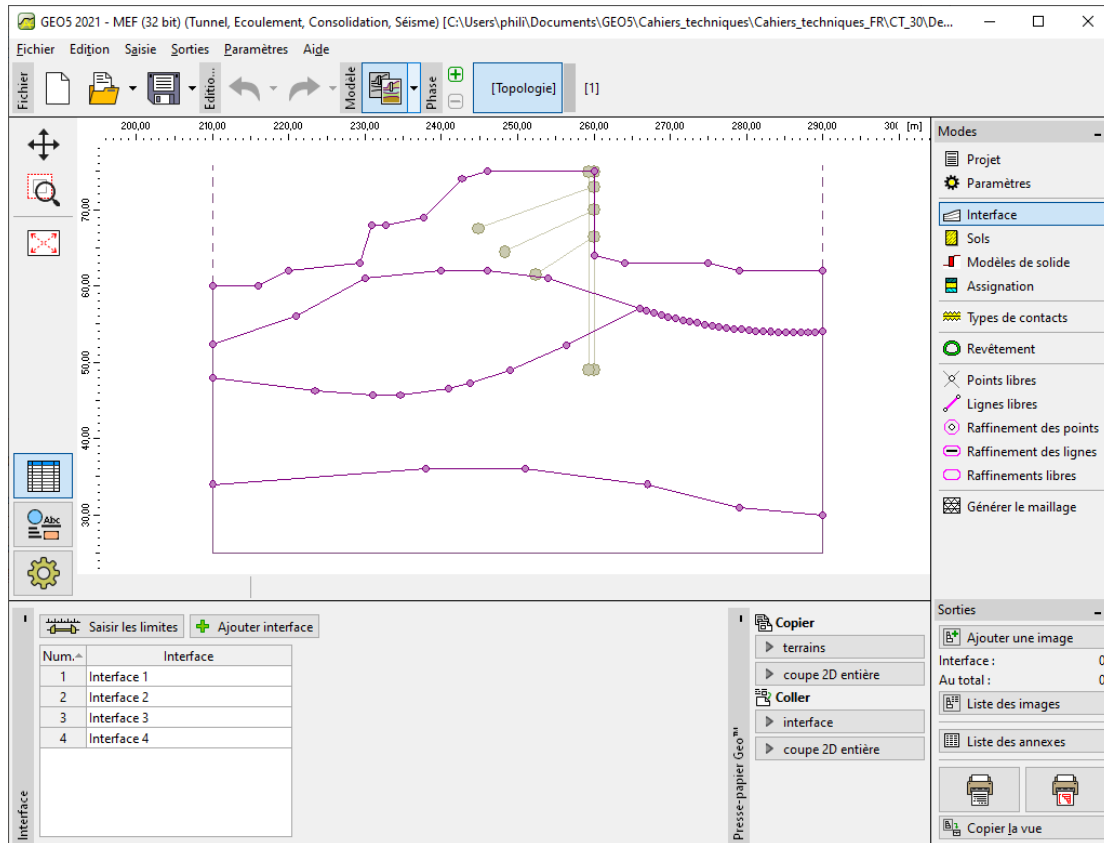 GEO5 2021 - MEF (32 bit) (Tunnel, Ecoulement, Consolidation, Séisme) [C:\Users\phili\Documents\GEO5\Cahiers_techniques\Cahiers_techniques_FR\CT_30\De...
Fichier Edition Saisie Sorties Paramètres Aide
Fichier
Editio...
Modèle
Phase
[Topologie]
[1]
200,00 210,00 220,00 230,00 240,00 250,00 260,00 270,00 280,00 290,00 30( [m]
70,00
60,00
50,00
40,00
30,00
Abc
Modes
Projet
Paramètres
Interface
Sols
Modèles de solide
Assignation
Types de contacts
Revêtement
Points libres
Lignes libres
Raffinement des points
Raffinement des lignes
Raffinements libres
Générer le maillage
Interface
Saisir les limites
Ajouter interface
Num. Interface
1 Interface 1
2 Interface 2
3 Interface 3
4 Interface 4
Presse-papier Geo™
Copier
terrains
coupe 2D entière
Coller
interface
coupe 2D entière
Sorties
Ajouter une image
Interface : 0
Au total : 0
Liste des images
Liste des annexes
Copier la vue